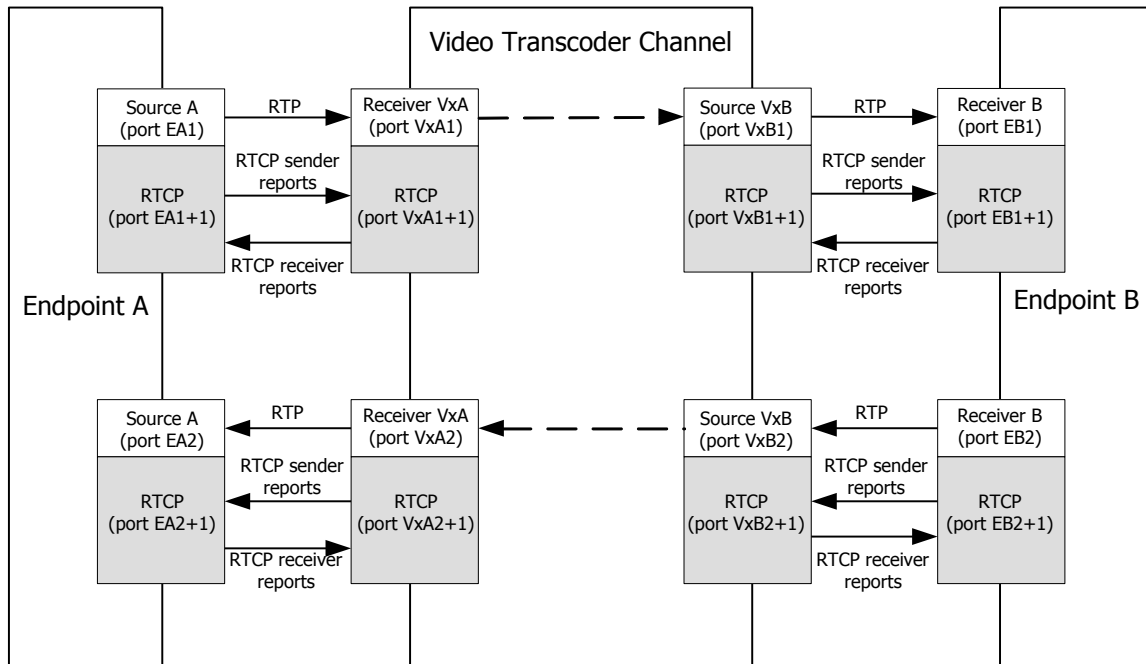 Video Transcoder Channel
Source A
(port EA1)
RTP
Receiver VxA
(port VxA1)
Source VxB
(port VxB1)
RTP
Receiver B
(port EB1)
RTCP
(port EA1+1)
RTCP sender
reports
RTCP
(port VxA1+1)
RTCP
(port VxB1+1)
RTCP sender
reports
RTCP
(port EB1+1)
RTCP receiver
reports
RTCP receiver
reports
Endpoint A
Endpoint B
Source A
(port EA2)
RTP
Receiver VxA
(port VxA2)
Source VxB
(port VxB2)
RTP
Receiver B
(port EB2)
RTCP
(port EA2+1)
RTCP sender
reports
RTCP
(port VxA2+1)
RTCP
(port VxB2+1)
RTCP sender
reports
RTCP
(port EB2+1)
RTCP receiver
reports
RTCP receiver
reports